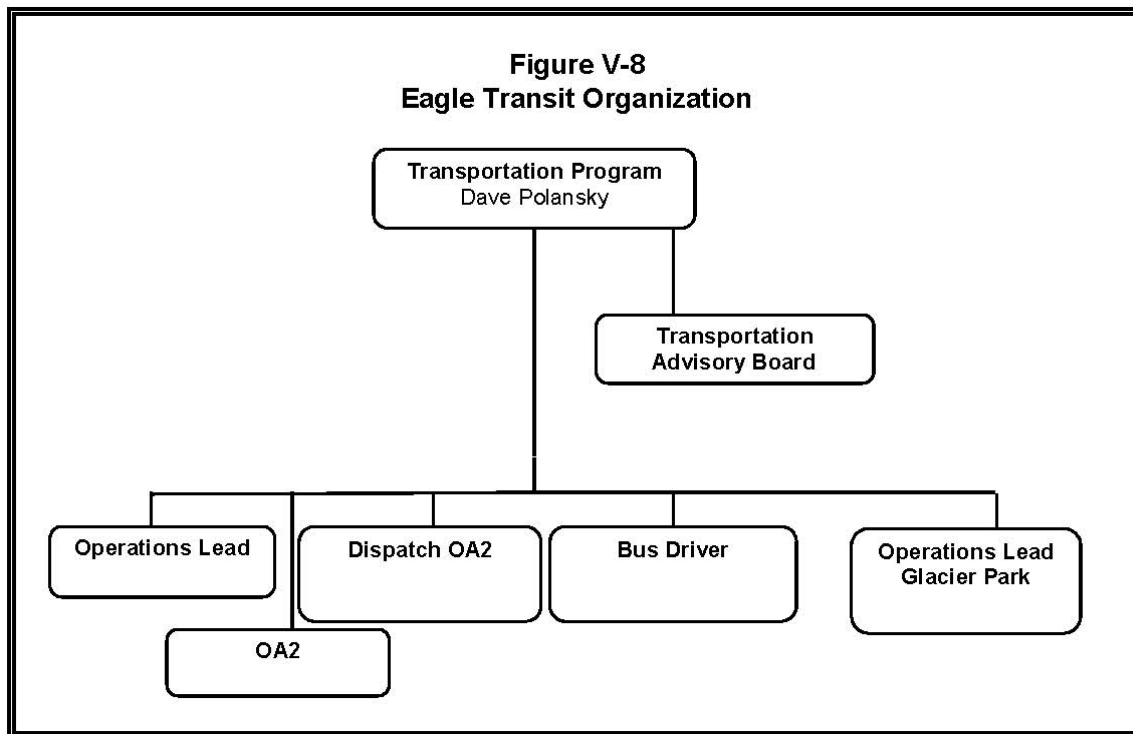 Figure V-8
Eagle Transit Organization
Transportation Program
Dave Polansky
Transportation
Advisory Board
Operations Lead
Dispatch OA2
Bus Driver
Operations Lead
Glacier Park
OA2